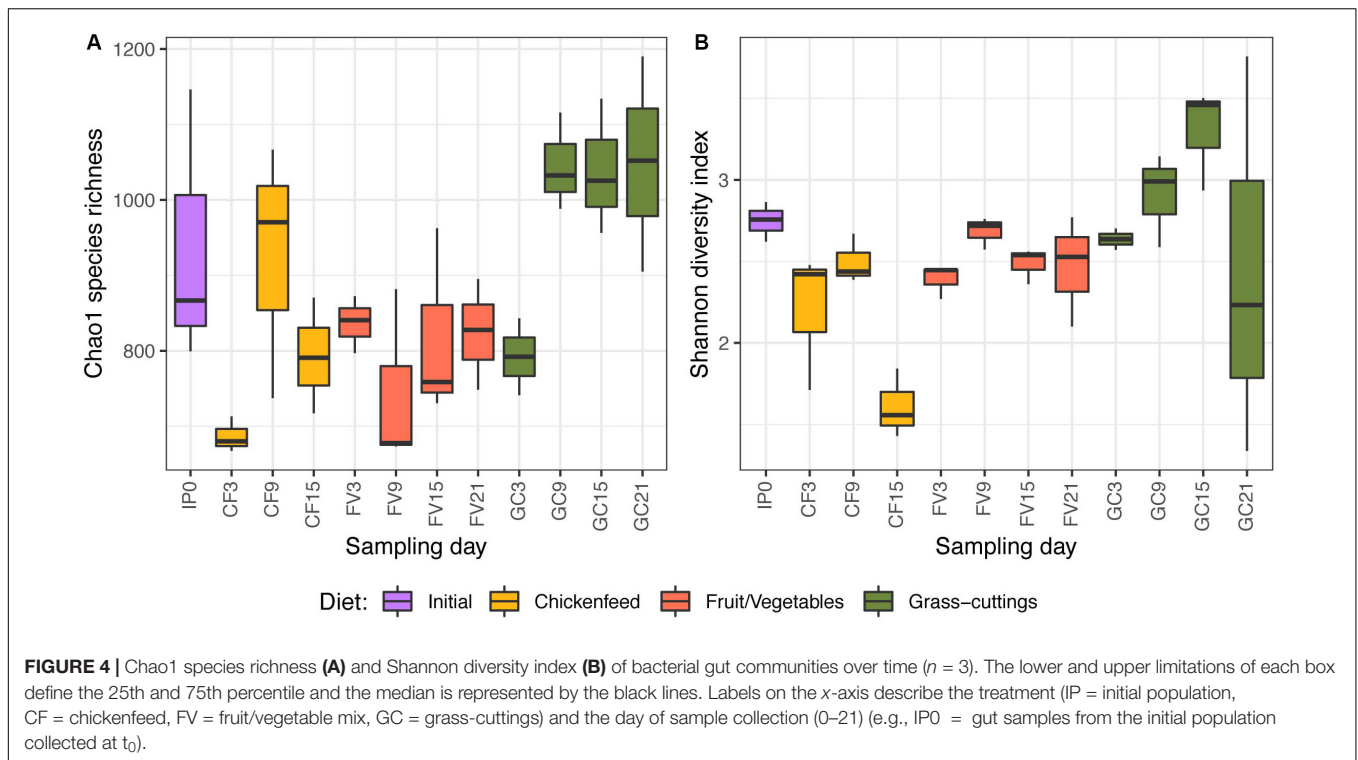 A
B
1200
1000
800
Chao1 species richness
3
2
Shannon diversity index
IP0 CF3 CF9 CF15 FV3 FV9 FV15 FV21 GC3 GC9 GC15 GC21
Sampling day
IP0 CF3 CF9 CF15 FV3 FV9 FV15 FV21 GC3 GC9 GC15 GC21
Sampling day
Diet: Initial Chickenfeed Fruit/Vegetables Grass−cuttings
FIGURE 4 | Chao1 species richness (A) and Shannon diversity index (B) of bacterial gut communities over time (n = 3). The lower and upper limitations of each box
define the 25th and 75th percentile and the median is represented by the black lines. Labels on the x-axis describe the treatment (IP = initial population,
CF = chickenfeed, FV = fruit/vegetable mix, GC = grass-cuttings) and the day of sample collection (0–21) (e.g., IP0 = gut samples from the initial population
collected at t₀).